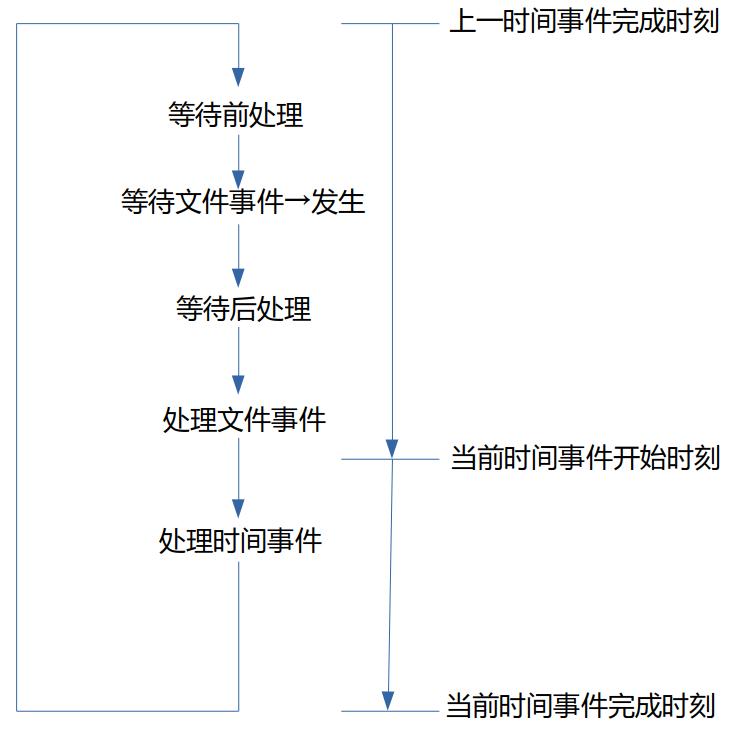 上一时间事件完成时刻
等待前处理
等待文件事件→发生
等待后处理
处理文件事件
当前时间事件开始时刻
处理时间事件
当前时间事件完成时刻